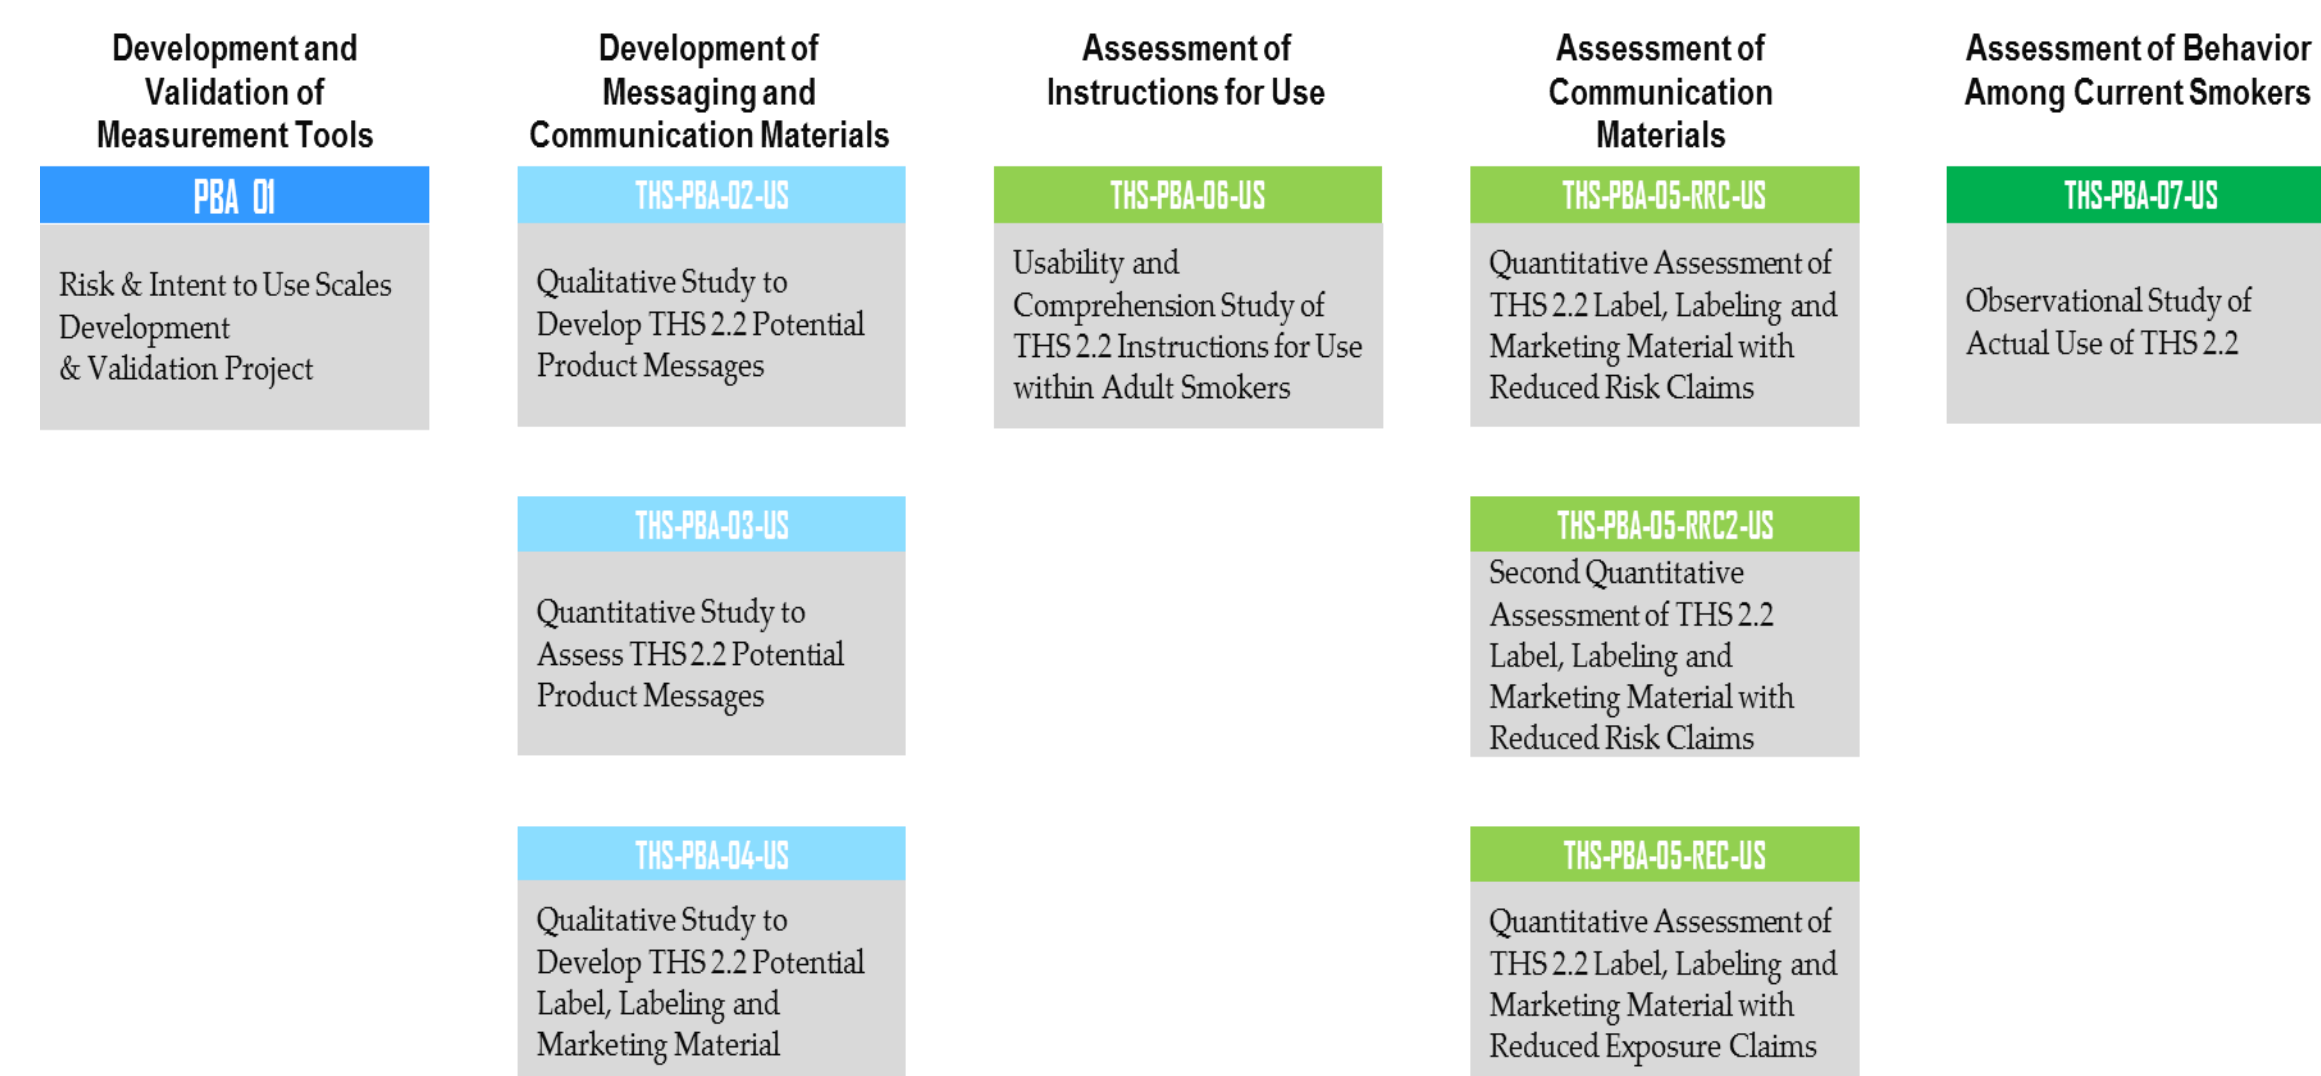 Development and
Validation of
Measurement Tools
PBA 01
Risk & Intent to Use Scales
Development
& Validation Project
Development of
Messaging and
Communication Materials
THS-PBA-02-US
Qualitative Study to
Develop THS 2.2 Potential
Product Messages
THS-PBA-03-US
Quantitative Study to
Assess THS 2.2 Potential
Product Messages
THS-PBA-04-US
Qualitative Study to
Develop THS 2.2 Potential
Label, Labeling and
Marketing Material
Assessment of
Instructions for Use
THS-PBA-06-US
Usability and
Comprehension Study of
THS 2.2 Instructions for Use
within Adult Smokers
Assessment of
Communication
Materials
THS-PBA-05-RRC-US
Quantitative Assessment of
THS 2.2 Label, Labeling and
Marketing Material with
Reduced Risk Claims
THS-PBA-05-RRC2-US
Second Quantitative
Assessment of THS 2.2
Label, Labeling and
Marketing Material with
Reduced Risk Claims
THS-PBA-05-REC-US
Quantitative Assessment of
THS 2.2 Label, Labeling and
Marketing Material with
Reduced Exposure Claims
Assessment of Behavior
Among Current Smokers
THS-PBA-07-US
Observational Study of
Actual Use of THS 2.2